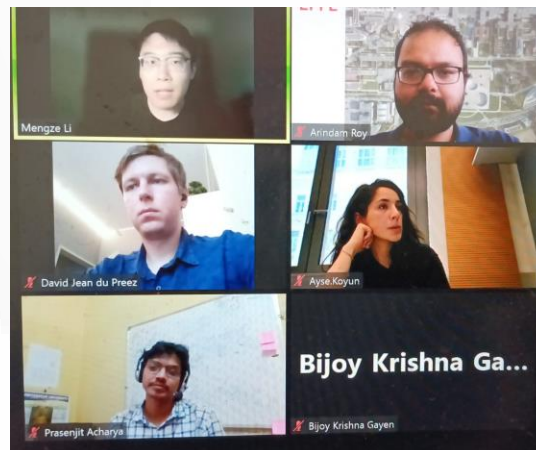 Mengze Li
Arindam Roy
David Jean du Preez
Ayse.Koyun
Prasenjit Acharya
Bijoy Krishna Ga...
Bijoy Krishna Gayen